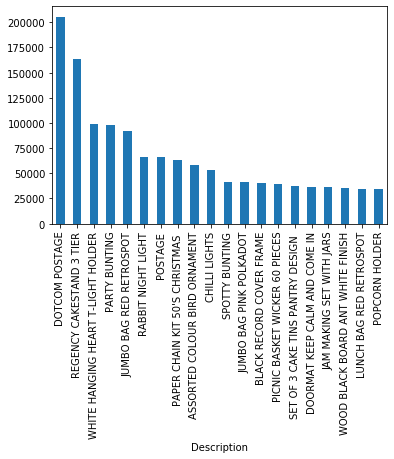 200000
175000
150000
125000
100000
75000
50000
25000
0
DOTCOM POSTAGE
REGENCY CAKESTAND 3 TIER
WHITE HANGING HEART T-LIGHT HOLDER
PARTY BUNTING
JUMBO BAG RED RETROSPOT
RABBIT NIGHT LIGHT
POSTAGE
PAPER CHAIN KIT 50'S CHRISTMAS
ASSORTED COLOUR BIRD ORNAMENT
CHILLI LIGHTS
SPOTTY BUNTING
JUMBO BAG PINK POLKADOT
BLACK RECORD COVER FRAME
PICNIC BASKET WICKER 60 PIECES
SET OF 3 CAKE TINS PANTRY DESIGN
DOORMAT KEEP CALM AND COME IN
JAM MAKING SET WITH JARS
WOOD BLACK BOARD ANT WHITE FINISH
LUNCH BAG RED RETROSPOT
POPCORN HOLDER
Description